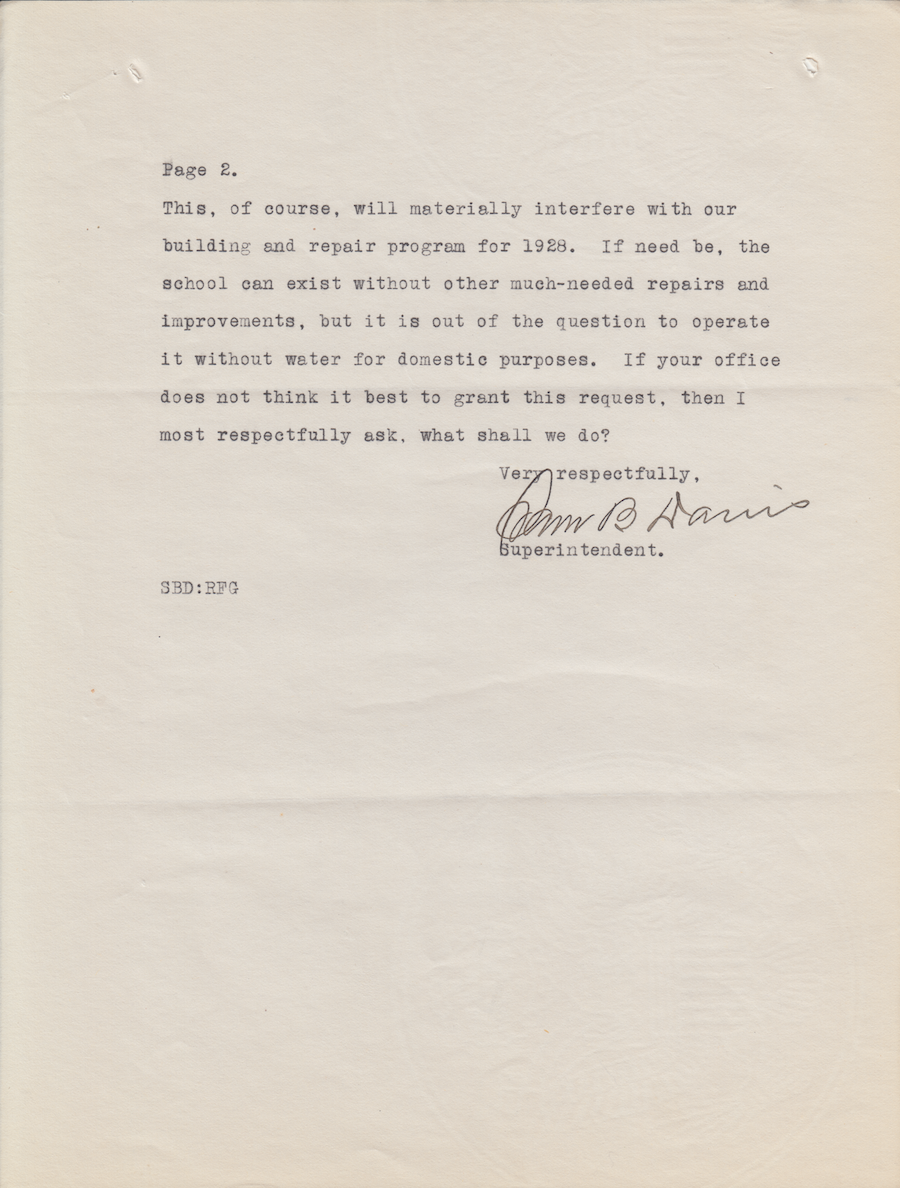 Page 2.
This, of course, will materially interfere with our
building and repair program for 1928. If need be, the
school can exist without other much-needed repairs and
improvements, but it is out of the question to operate
it without water for domestic purposes. If your office
does not think it best to grant this request, then I
most respectfully ask, what shall we do?
Very respectfully,
Sam B Davis
Superintendent.
SBD:RFG